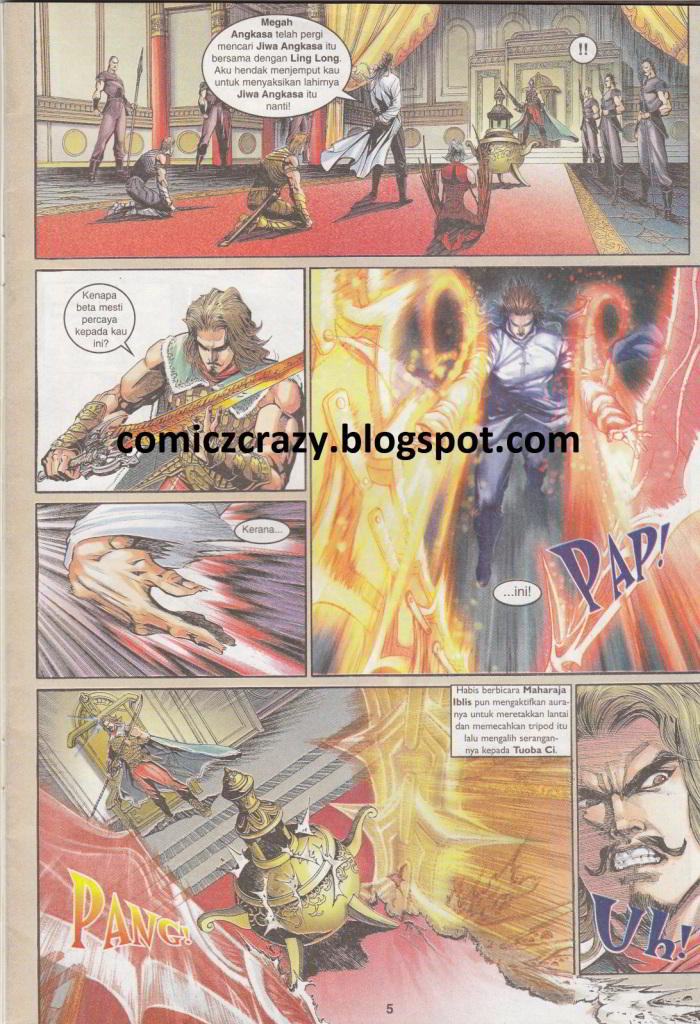 Megah
Angkasa telah pergi
mencari Jiwa Angkasa itu
bersama dengan Ling Long.
Aku hendak menjemput kau
untuk menyaksikan lahirnya
Jiwa Angkasa itu
nanti!
!!
Kenapa
beta mesti
percaya
kepada kau
ini?
comiczcrazy.blogspot.com
Kerana...
...ini!
PAP!
Habis berbicara Maharaja
Iblis pun mengaktifkan aura-
nya untuk meretakkan lantai
dan memecahkan tripod itu
lalu mengalih serangan-
nya kepada Tuoba Ci.
PANG!
Uh!
5